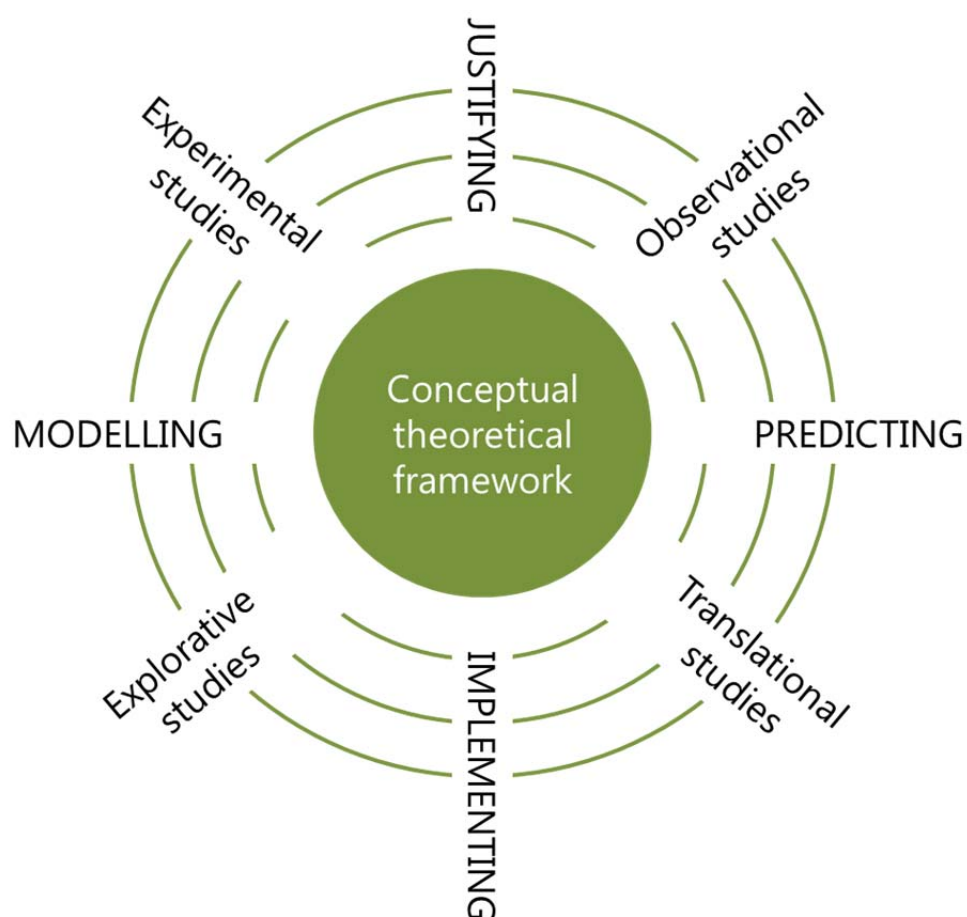 JUSTIFYING
Experimental
studies
Observational
studies
Conceptual
theoretical
framework
MODELLING
PREDICTING
Explorative
studies
Translational
studies
IMPLEMENTING